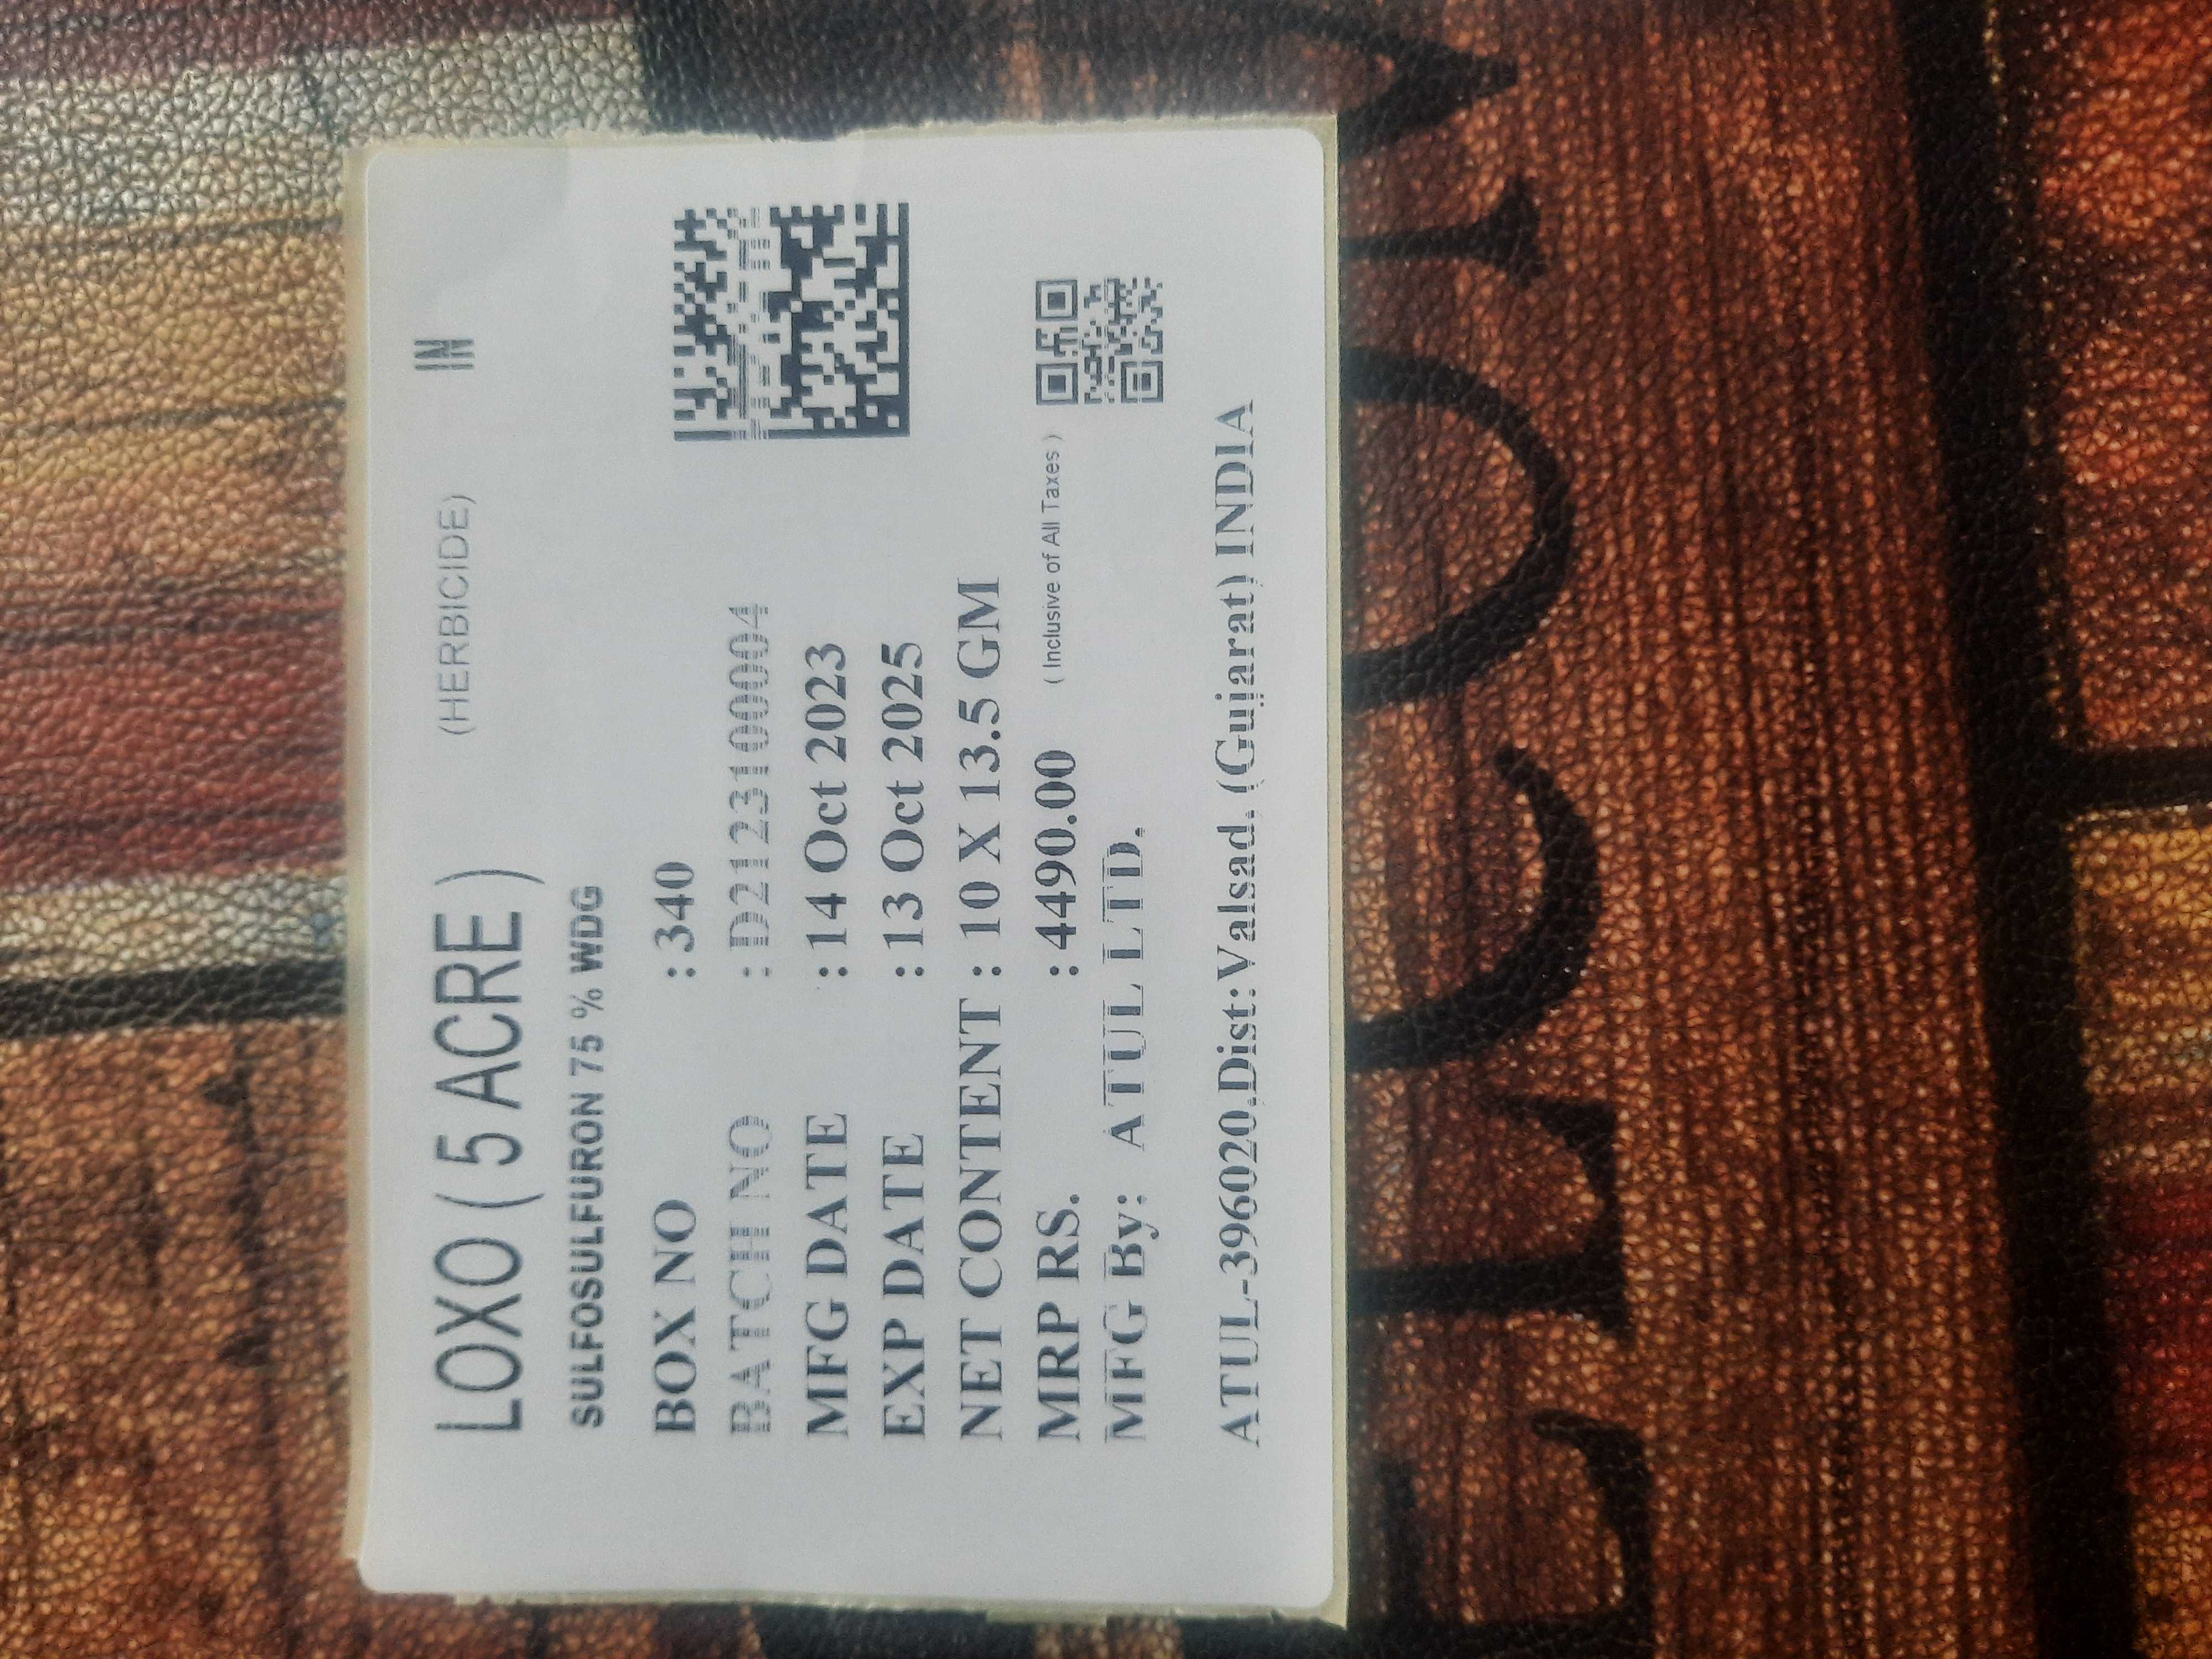 LOXO ( 5 ACRE ) (HERBICIDE) IN
SULFOSULFURON 75 % WDG
BOX NO : 340
BATCH NO : D212310004
MFG DATE : 14 Oct 2023
EXP DATE : 13 Oct 2025
NET CONTENT : 10 X 13.5 GM
MRP RS. : 4490.00 ( Inclusive of All Taxes )
MFG By: ATUL LTD.
ATUL-396020,Dist:Valsad. (Gujarat) INDIA